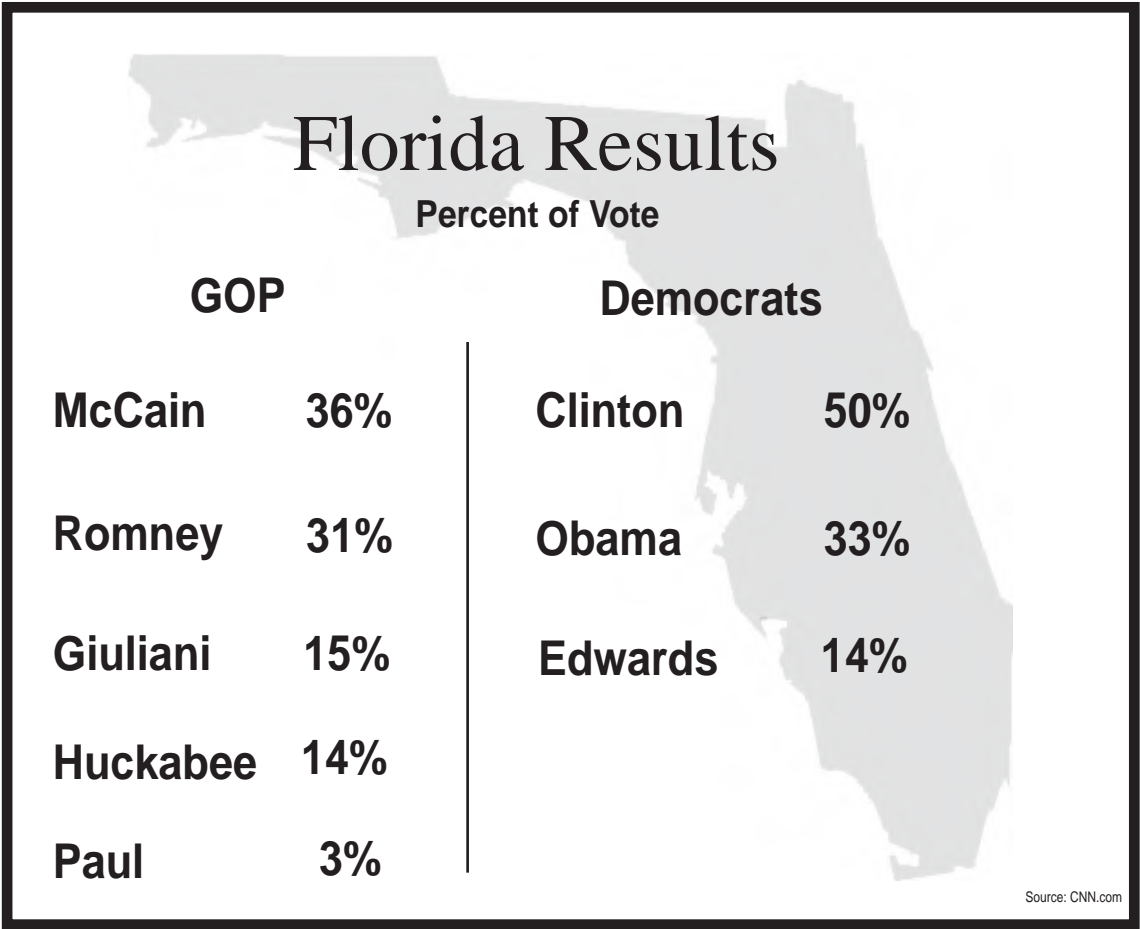 Florida Results
Percent of Vote
GOP
McCain 36%
Romney 31%
Giuliani 15%
Huckabee 14%
Paul 3%
Democrats
Clinton 50%
Obama 33%
Edwards 14%
Source: CNN.com